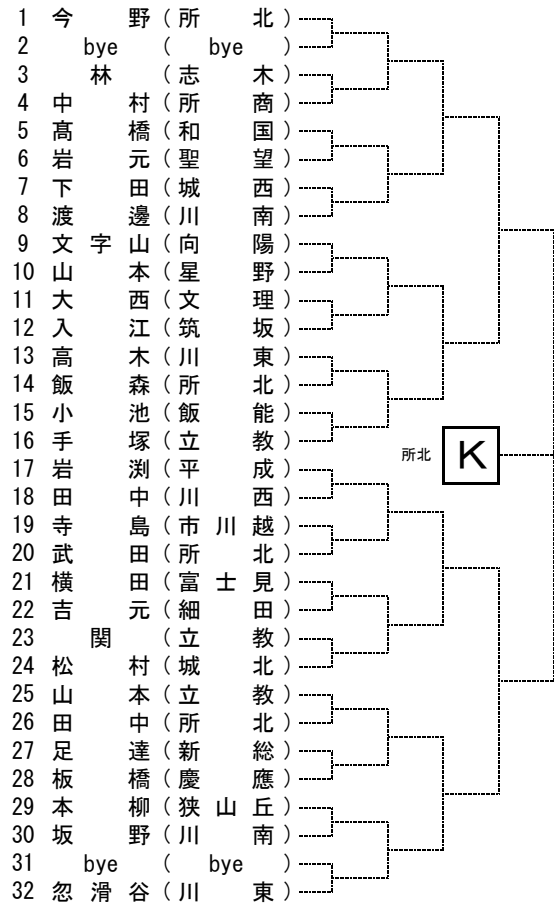 1 今野(所北)
2 bye(bye)
3 林(志木)
4 中村(所商)
5 髙橋(和国)
6 岩元(聖望)
7 下田(城西)
8 渡邊(川南)
9 文字山(向陽)
10 山本(星野)
11 大西(文理)
12 入江(筑坂)
13 高木(川東)
14 飯森(所北)
15 小池(飯能)
16 手塚(立教)
所北 K
17 岩渕(平成)
18 田中(川西)
19 寺島(市川越)
20 武田(所北)
21 横田(富士見)
22 吉元(細田)
23 関(立教)
24 松村(城北)
25 山本(立教)
26 田中(所北)
27 足達(新総)
28 板橋(慶應)
29 本柳(狭山丘)
30 坂野(川南)
31 bye(bye)
32 忽滑谷(川東)